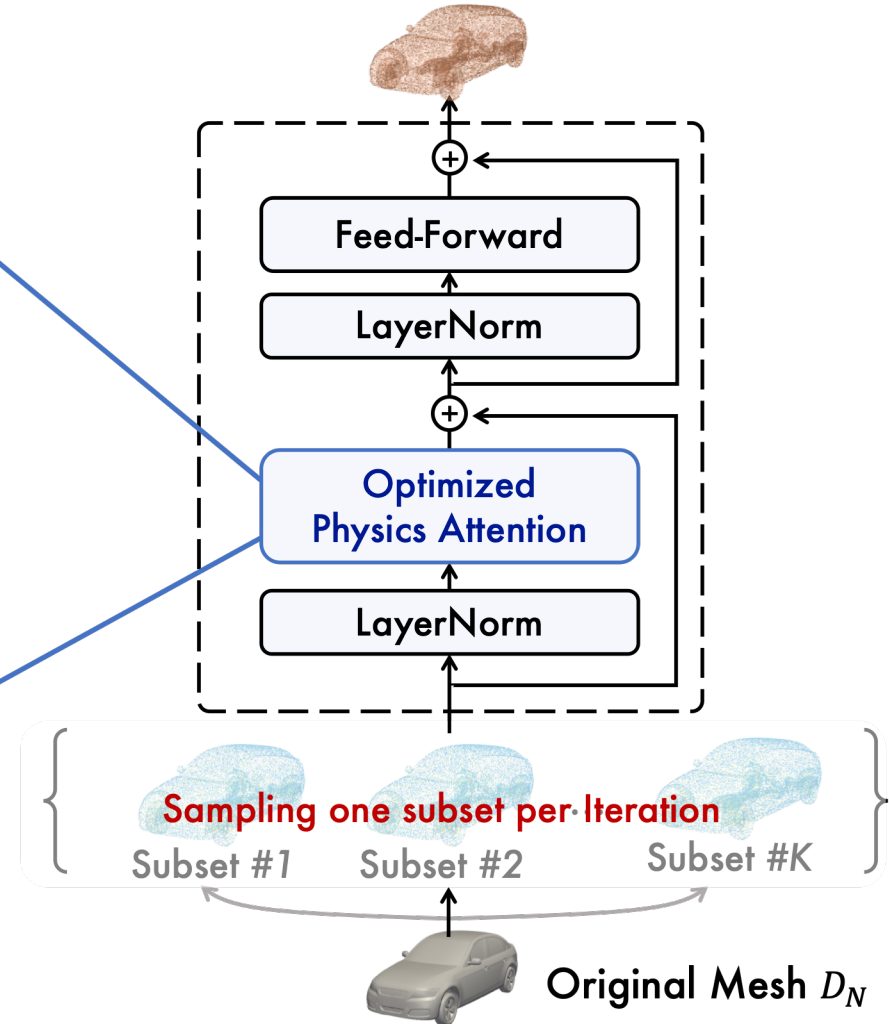 +
Feed-Forward
LayerNorm
+
Optimized
Physics Attention
LayerNorm
{ }
Sampling one subset per Iteration
Subset #1 Subset #2 Subset #K
Original Mesh D_N